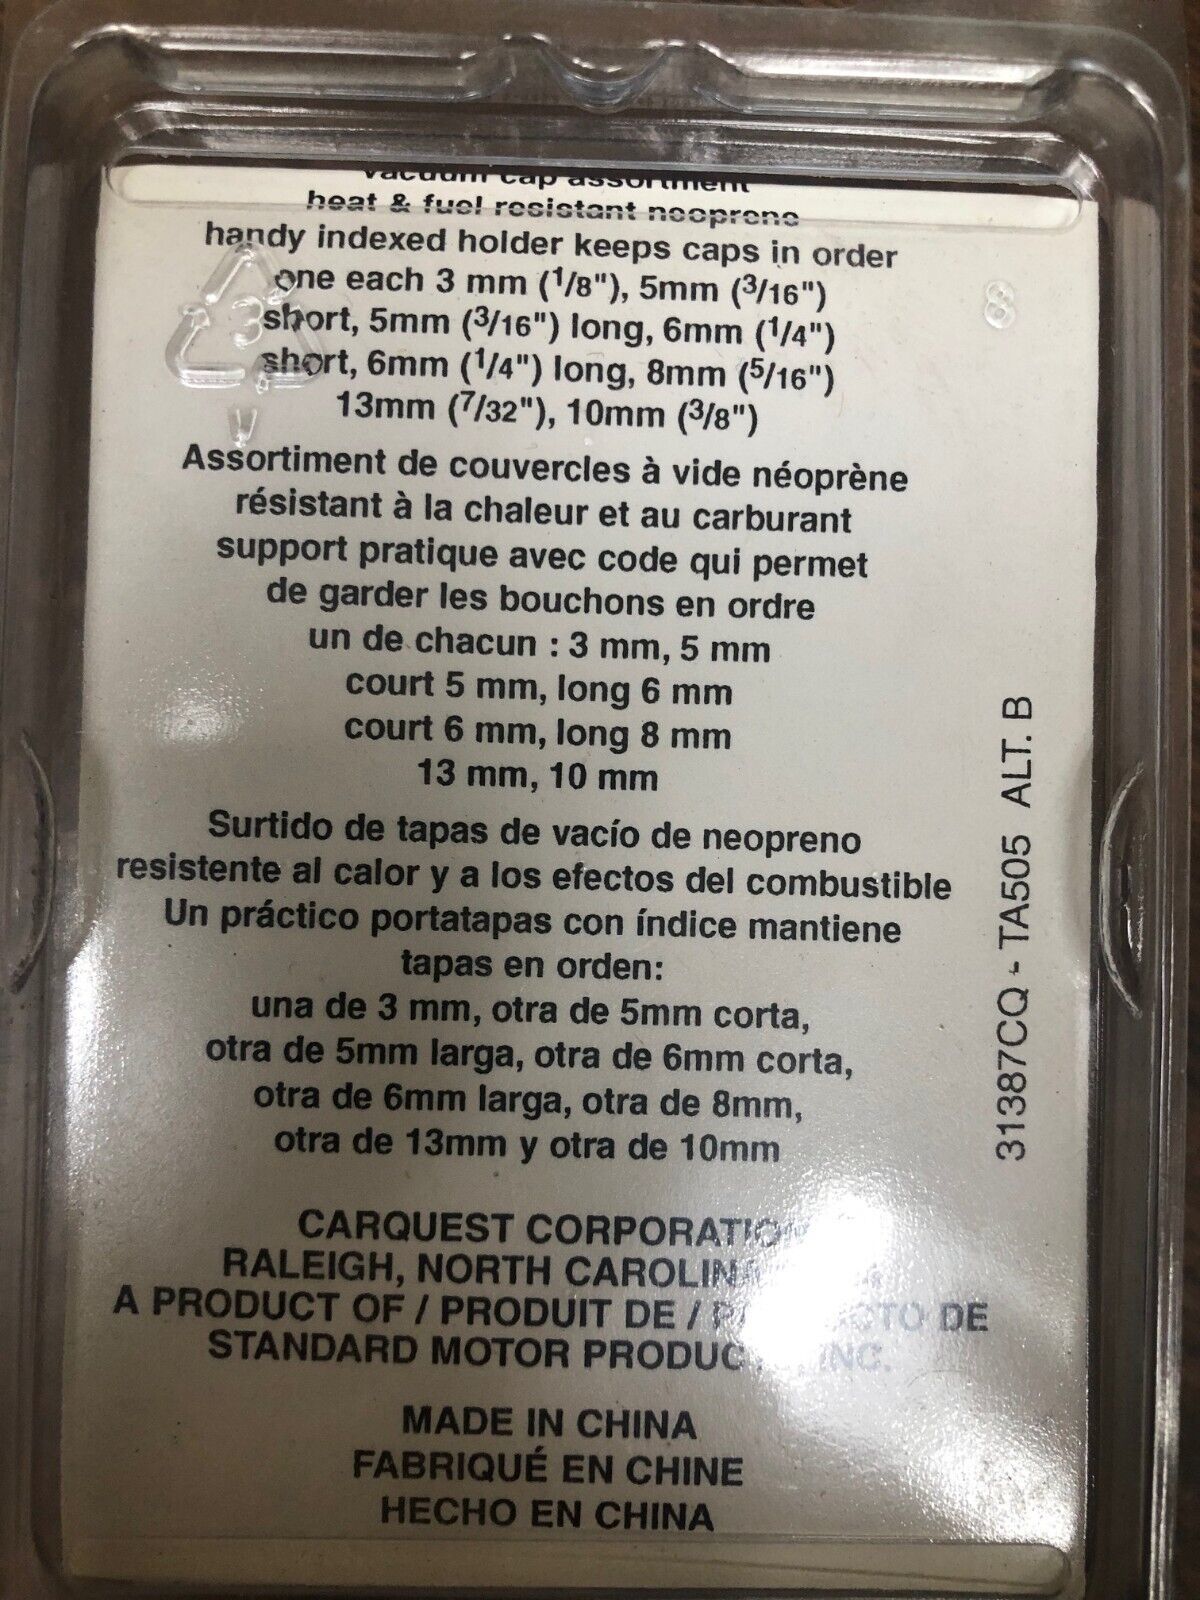 vacuum cap assortment
heat & fuel resistant neoprene
handy indexed holder keeps caps in order
one each 3 mm (1/8"), 5mm (3/16")
short, 5mm (3/16") long, 6mm (1/4")
short, 6mm (1/4") long, 8mm (5/16")
13mm (7/32"), 10mm (3/8")
Assortiment de couvercles à vide néoprène
résistant à la chaleur et au carburant
support pratique avec code qui permet
de garder les bouchons en ordre
un de chacun : 3 mm, 5 mm
court 5 mm, long 6 mm
court 6 mm, long 8 mm
13 mm, 10 mm
Surtido de tapas de vacío de neopreno
resistente al calor y a los efectos del combustible
Un práctico portatapas con índice mantiene
tapas en orden:
una de 3 mm, otra de 5mm corta,
otra de 5mm larga, otra de 6mm corta,
otra de 6mm larga, otra de 8mm,
otra de 13mm y otra de 10mm
CARQUEST CORPORATION
RALEIGH, NORTH CAROLINA
A PRODUCT OF / PRODUIT DE / PRODUCTO DE
STANDARD MOTOR PRODUCTS, INC.
MADE IN CHINA
FABRIQUÉ EN CHINE
HECHO EN CHINA
31387CQ - TA505 ALT. B
3
V
8